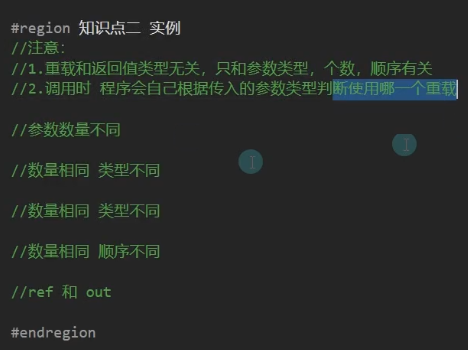 #region 知识点二 实例
//注意：
//1.重载和返回值类型无关，只和参数类型，个数，顺序有关
//2.调用时 程序会自己根据传入的参数类型判断使用哪一个重载
//参数数量不同
//数量相同 类型不同
//数量相同 类型不同
//数量相同 顺序不同
//ref 和 out
#endregion